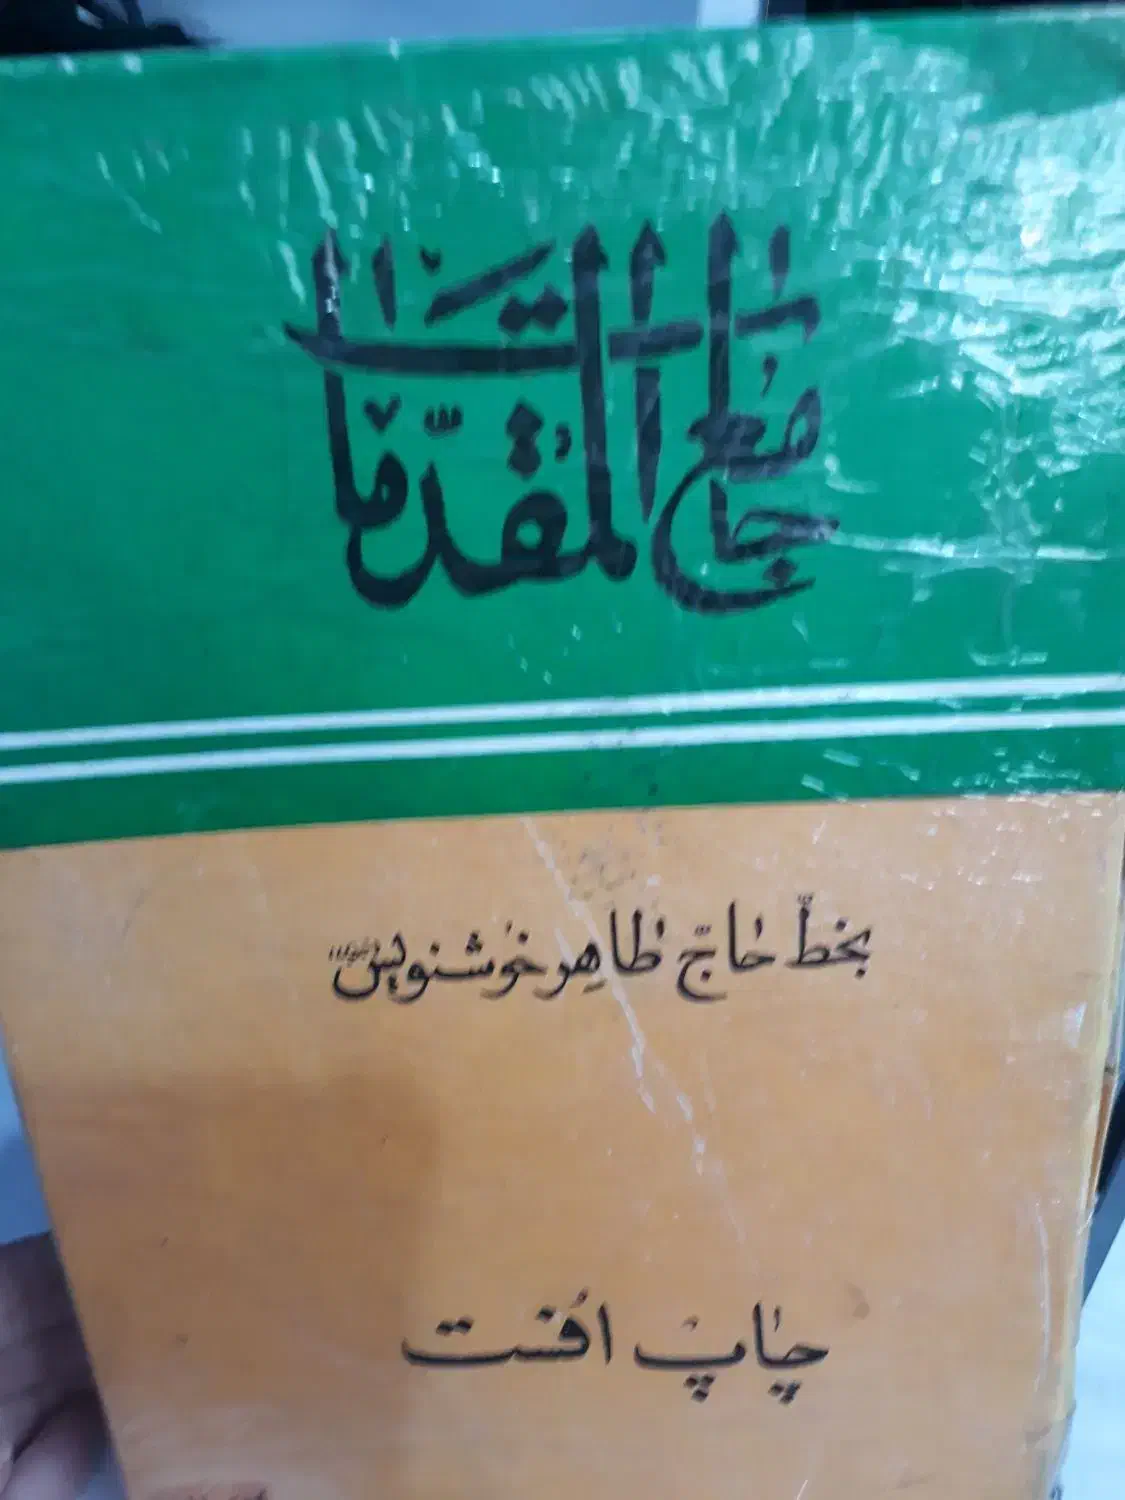 جامع المقدمات
بخطّ حاجّ طاهر خوشنویس
چاپ افست